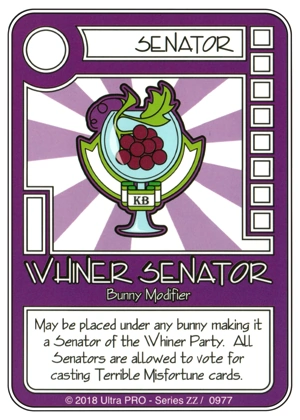 SENATOR
KB
WHINER SENATOR
Bunny Modifier
May be placed under any bunny making it
a Senator of the Whiner Party. All
Senators are allowed to vote for
casting Terrible Misfortune cards.
© 2018 Ultra PRO - Series ZZ / 0977